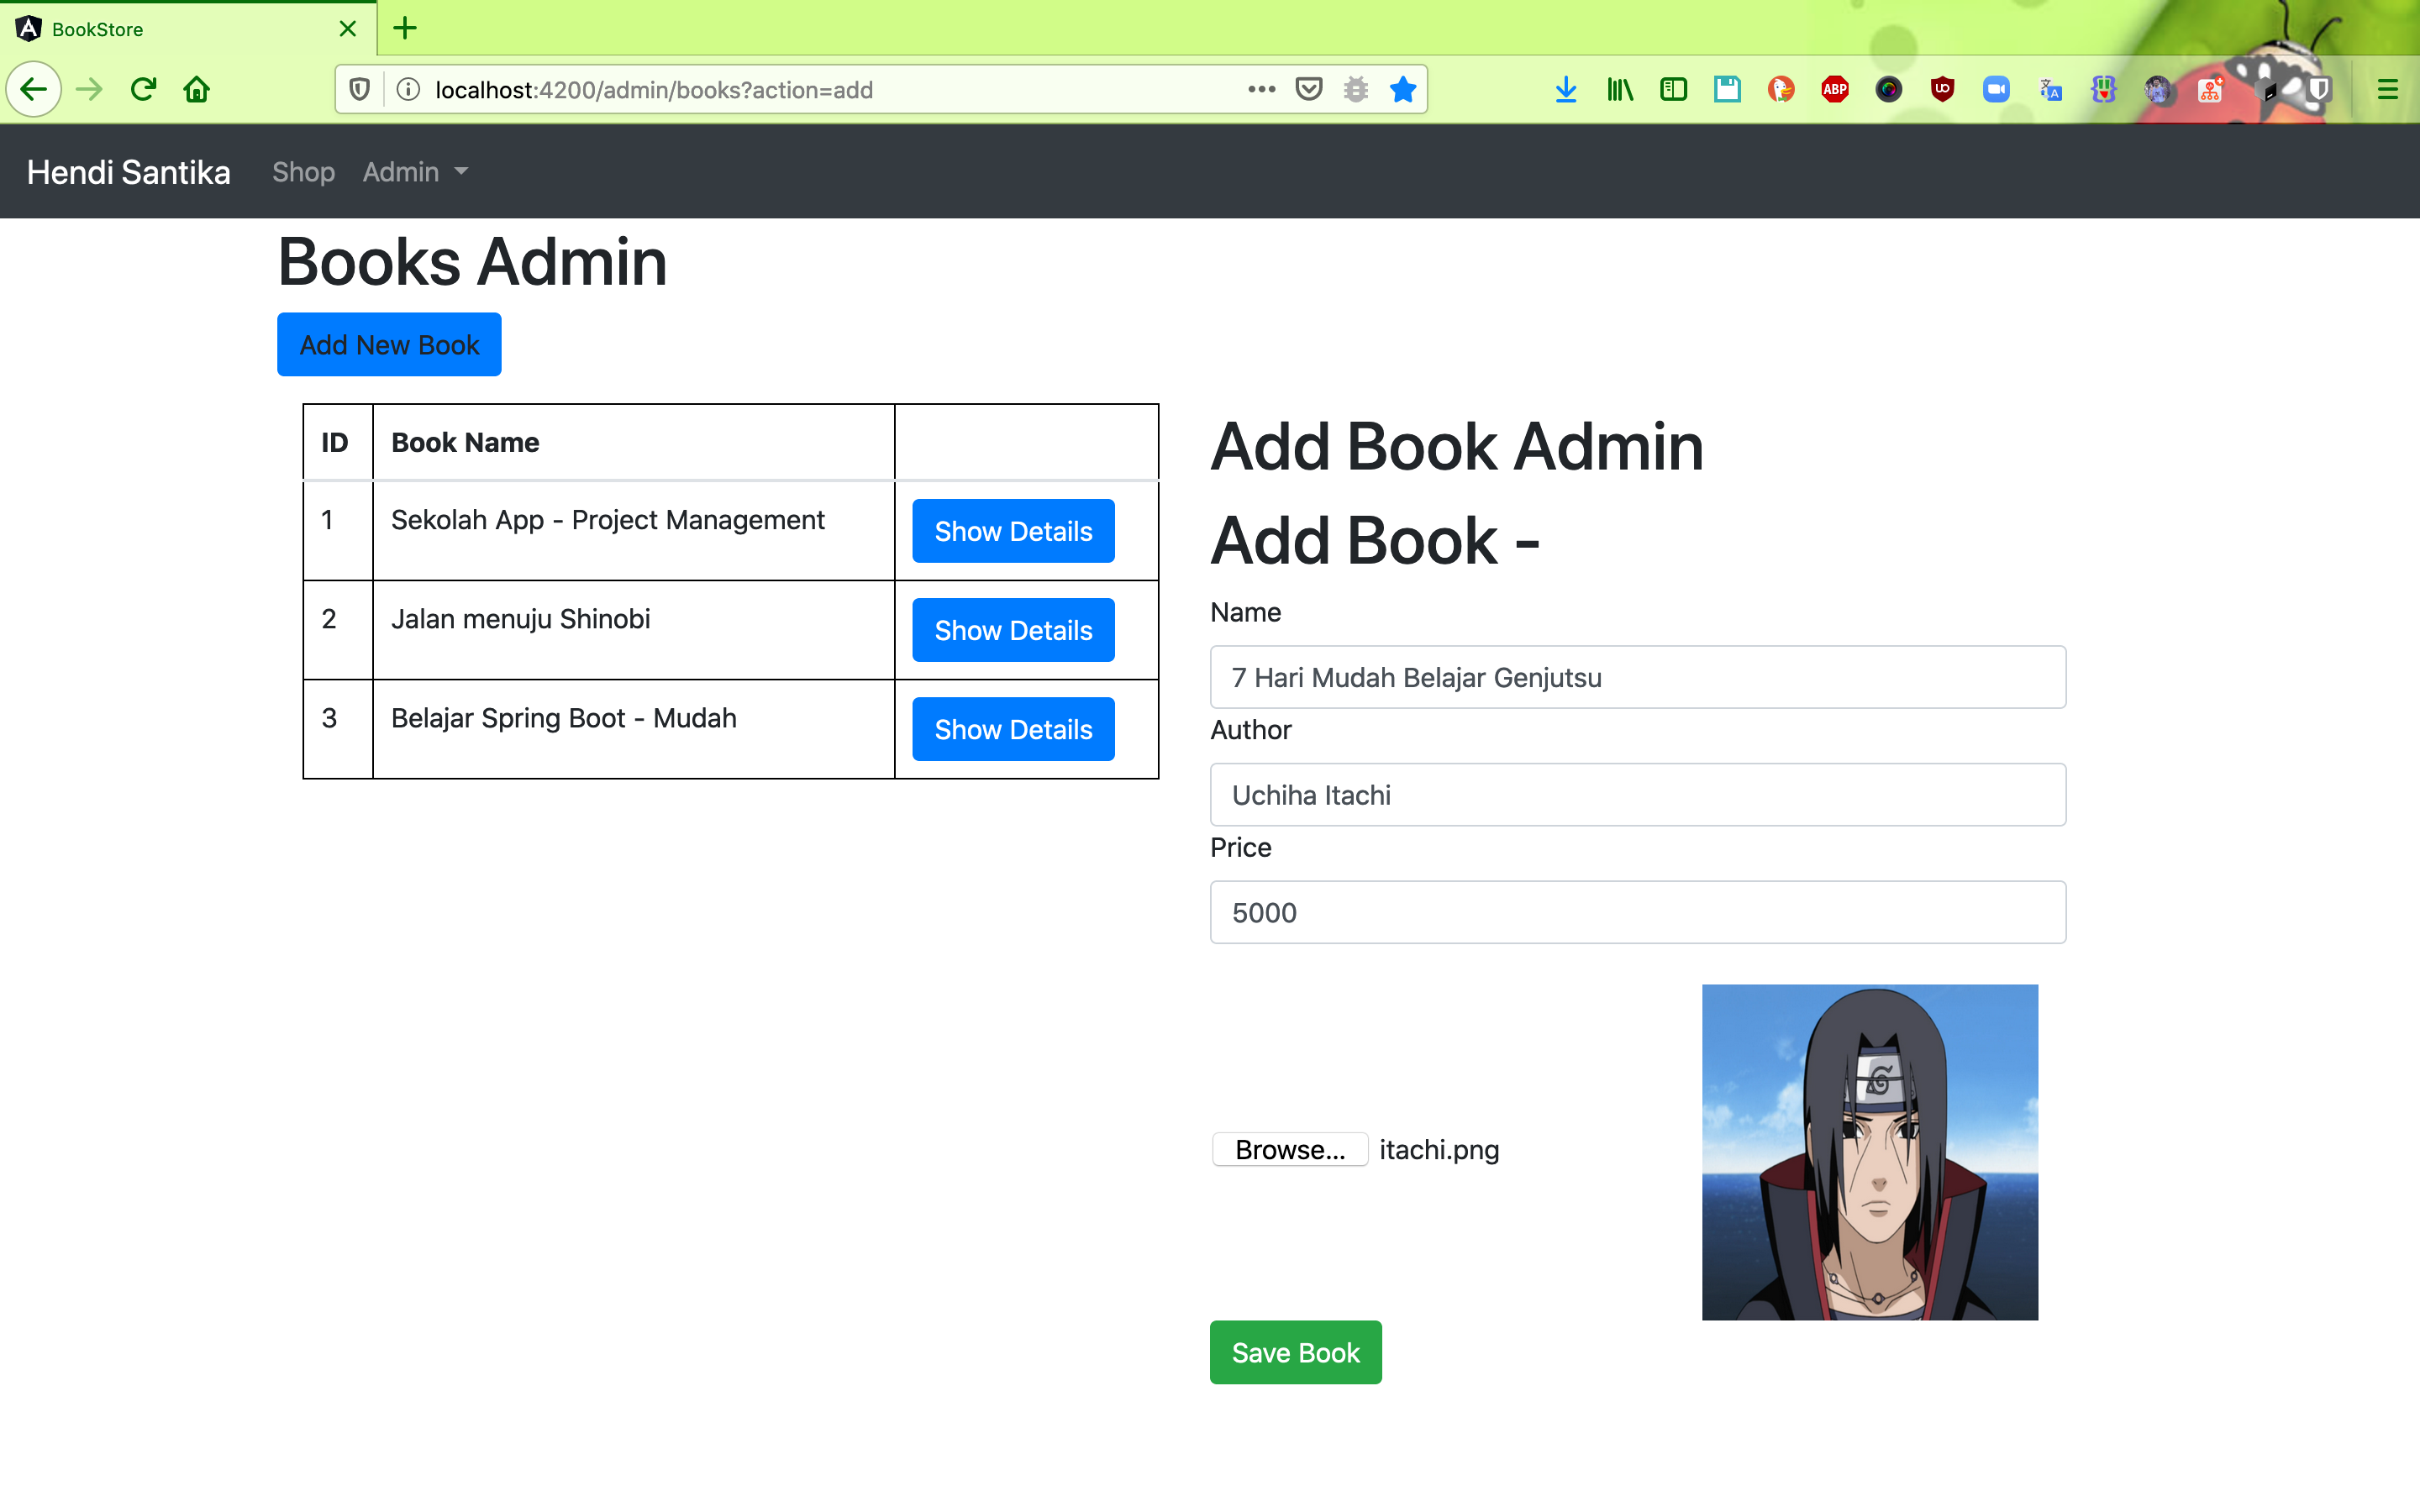 BookStore
localhost:4200/admin/books?action=add
ABP
Hendi Santika Shop Admin
Books Admin
Add New Book
ID Book Name
1 Sekolah App - Project Management Show Details
2 Jalan menuju Shinobi Show Details
3 Belajar Spring Boot - Mudah Show Details
Add Book Admin
Add Book -
Name
7 Hari Mudah Belajar Genjutsu
Author
Uchiha Itachi
Price
5000
Browse... itachi.png
Save Book